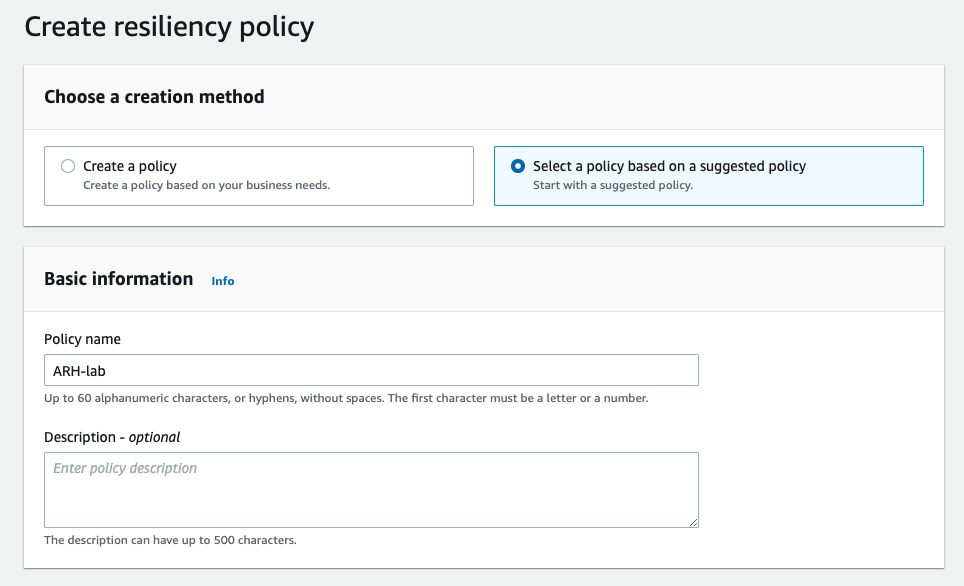 Create resiliency policy
Choose a creation method
Create a policy
Create a policy based on your business needs.
Select a policy based on a suggested policy
Start with a suggested policy.
Basic information Info
Policy name
ARH-lab
Up to 60 alphanumeric characters, or hyphens, without spaces. The first character must be a letter or a number.
Description - optional
Enter policy description
The description can have up to 500 characters.